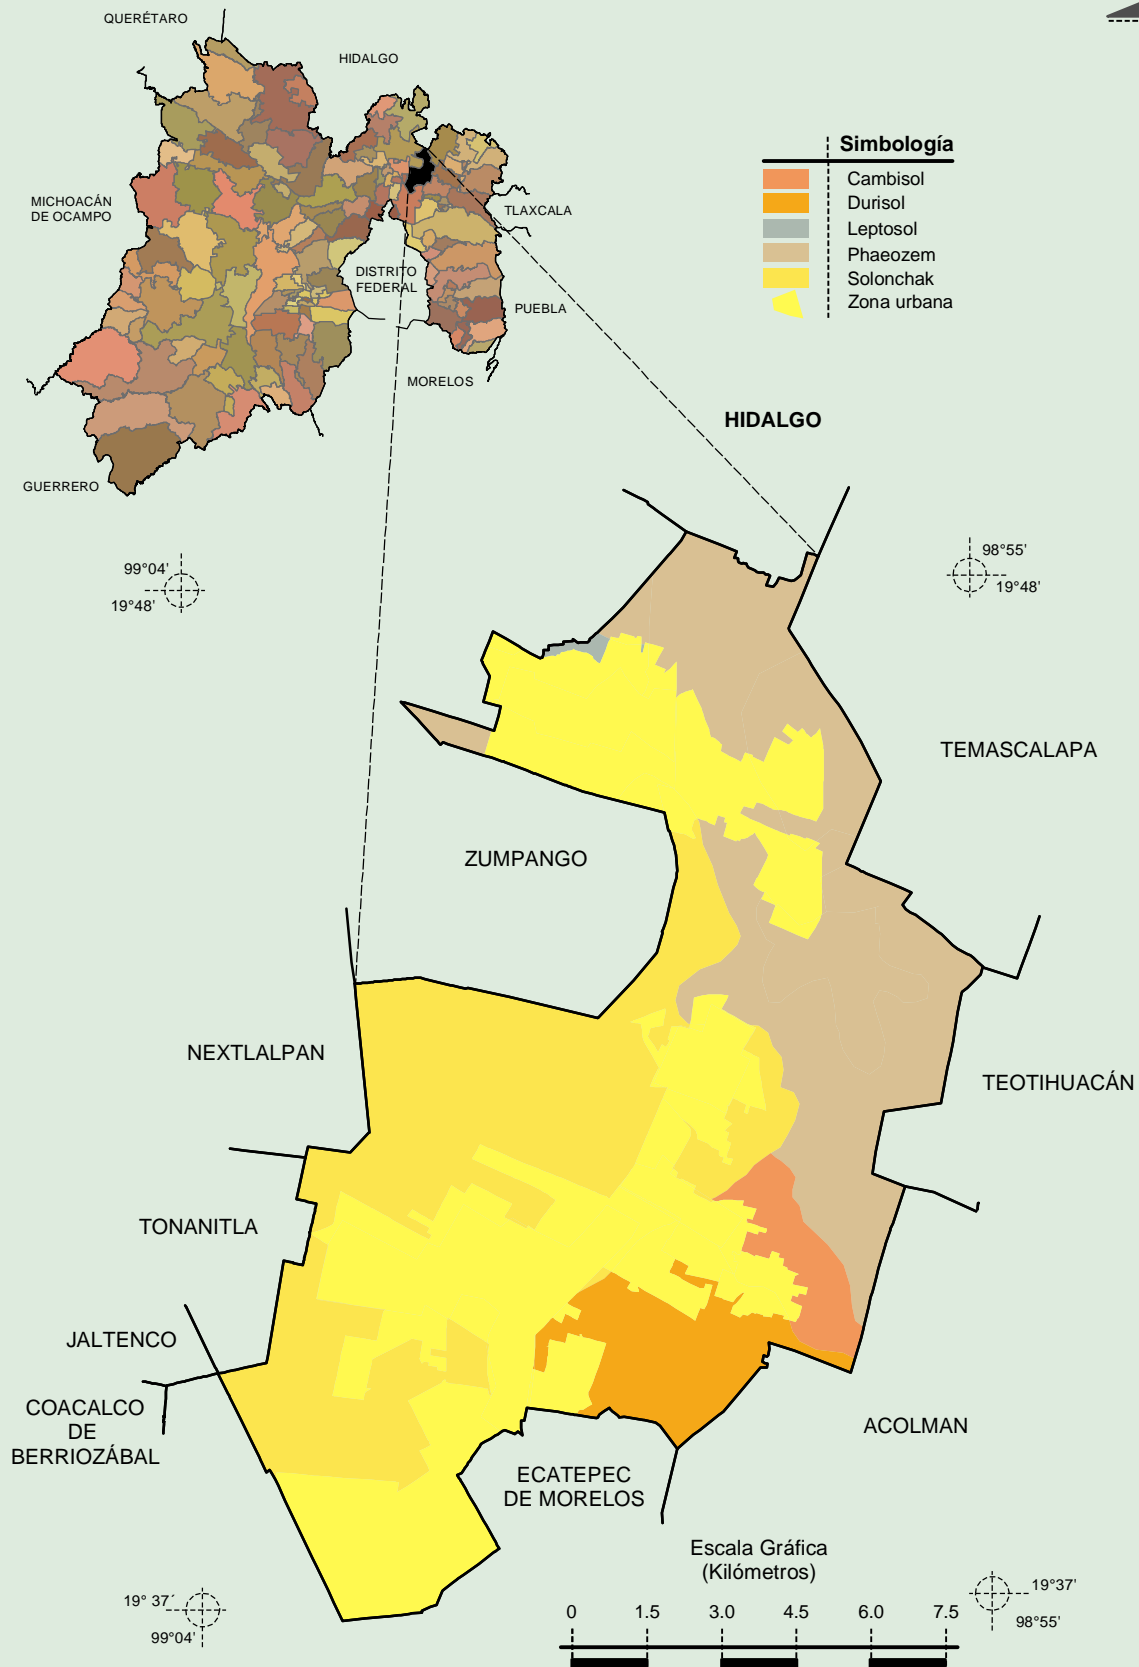 QUERÉTARO
HIDALGO
MICHOACÁN
DE OCAMPO
TLAXCALA
DISTRITO
FEDERAL
PUEBLA
MORELOS
GUERRERO
Simbología
Cambisol
Durisol
Leptosol
Phaeozem
Solonchak
Zona urbana
HIDALGO
99°04'
19°48'
98°55'
19°48'
TEMASCALAPA
ZUMPANGO
NEXTLALPAN
TEOTIHUACÁN
TONANITLA
JALTENCO
COACALCO
DE
BERRIOZÁBAL
ACOLMAN
ECATEPEC
DE MORELOS
Escala Gráfica
(Kilómetros)
19° 37´
99°04'
19°37'
98°55'
0 1.5 3.0 4.5 6.0 7.5